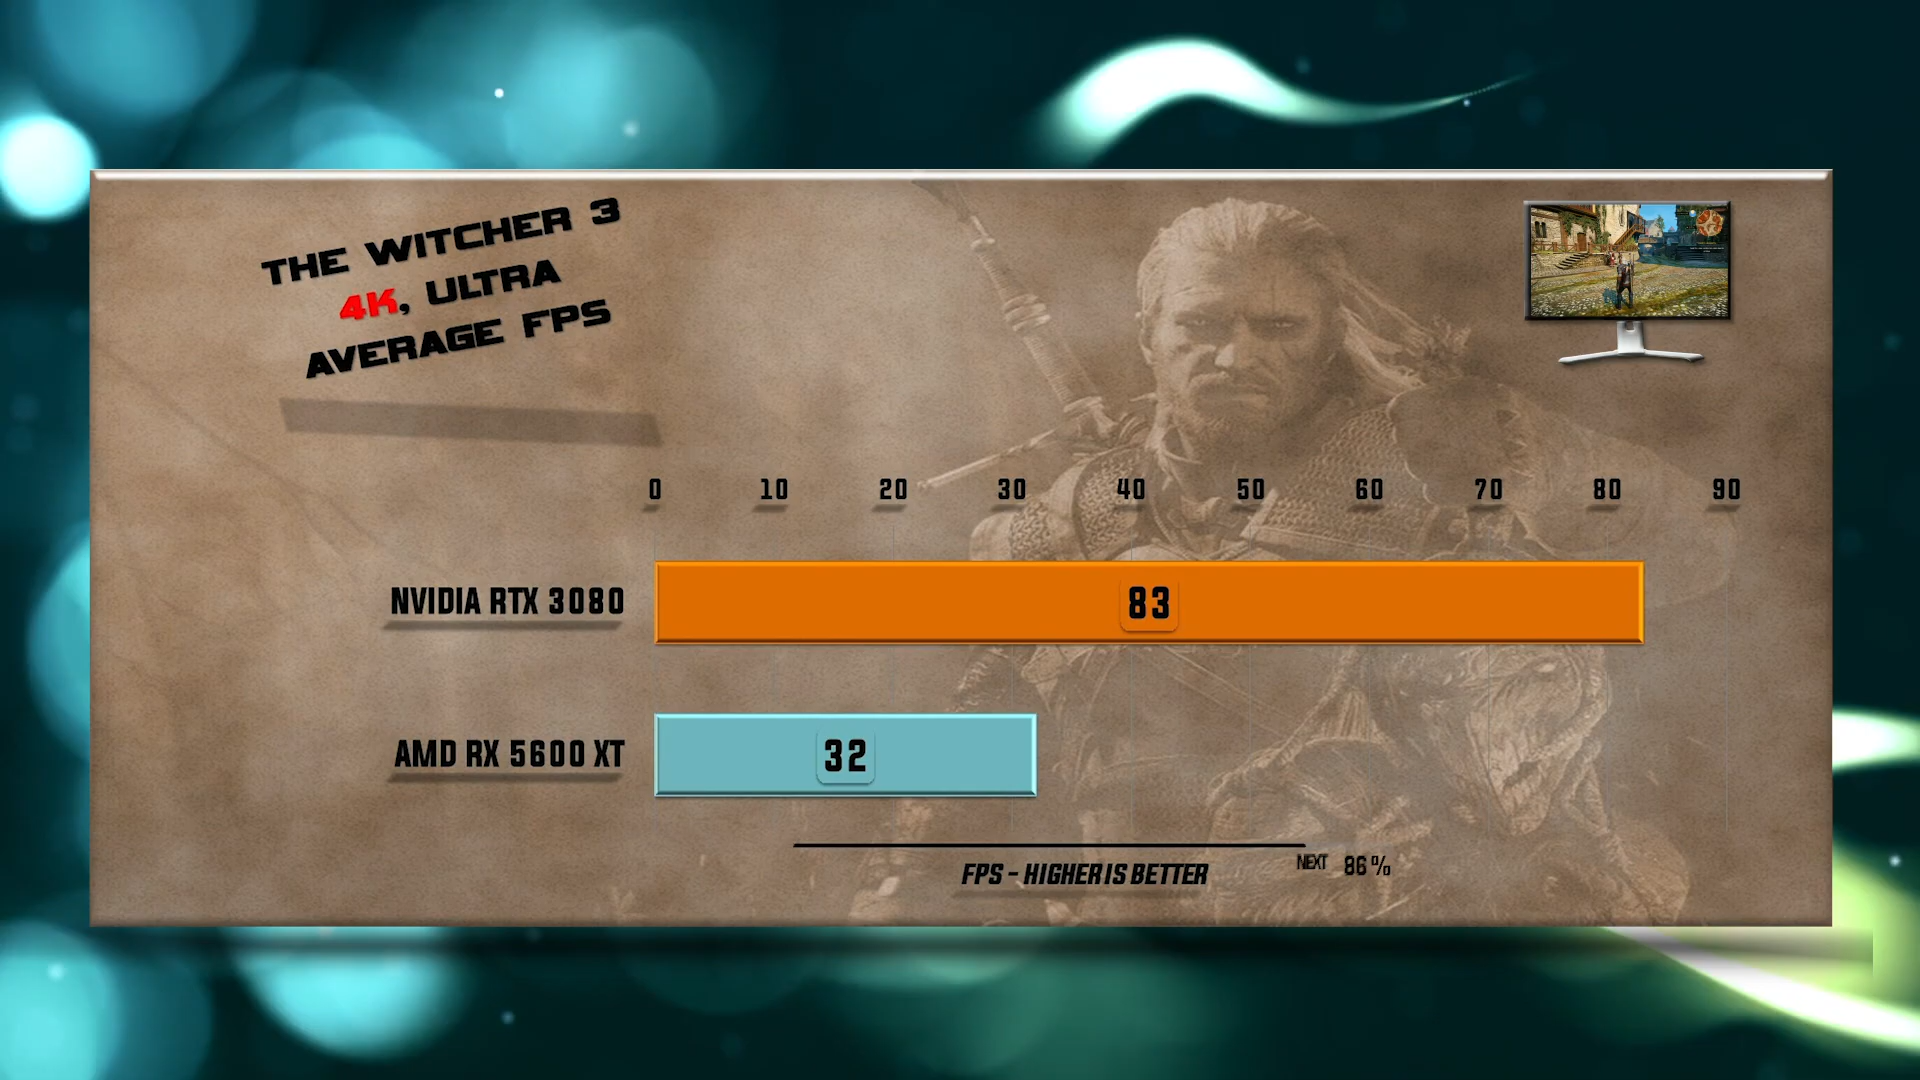 THE WITCHER 3
4K, ULTRA
AVERAGE FPS
0 10 20 30 40 50 60 70 80 90
NVIDIA RTX 3080 83
AMD RX 5600 XT 32
FPS - HIGHER IS BETTER
NEXT 86%